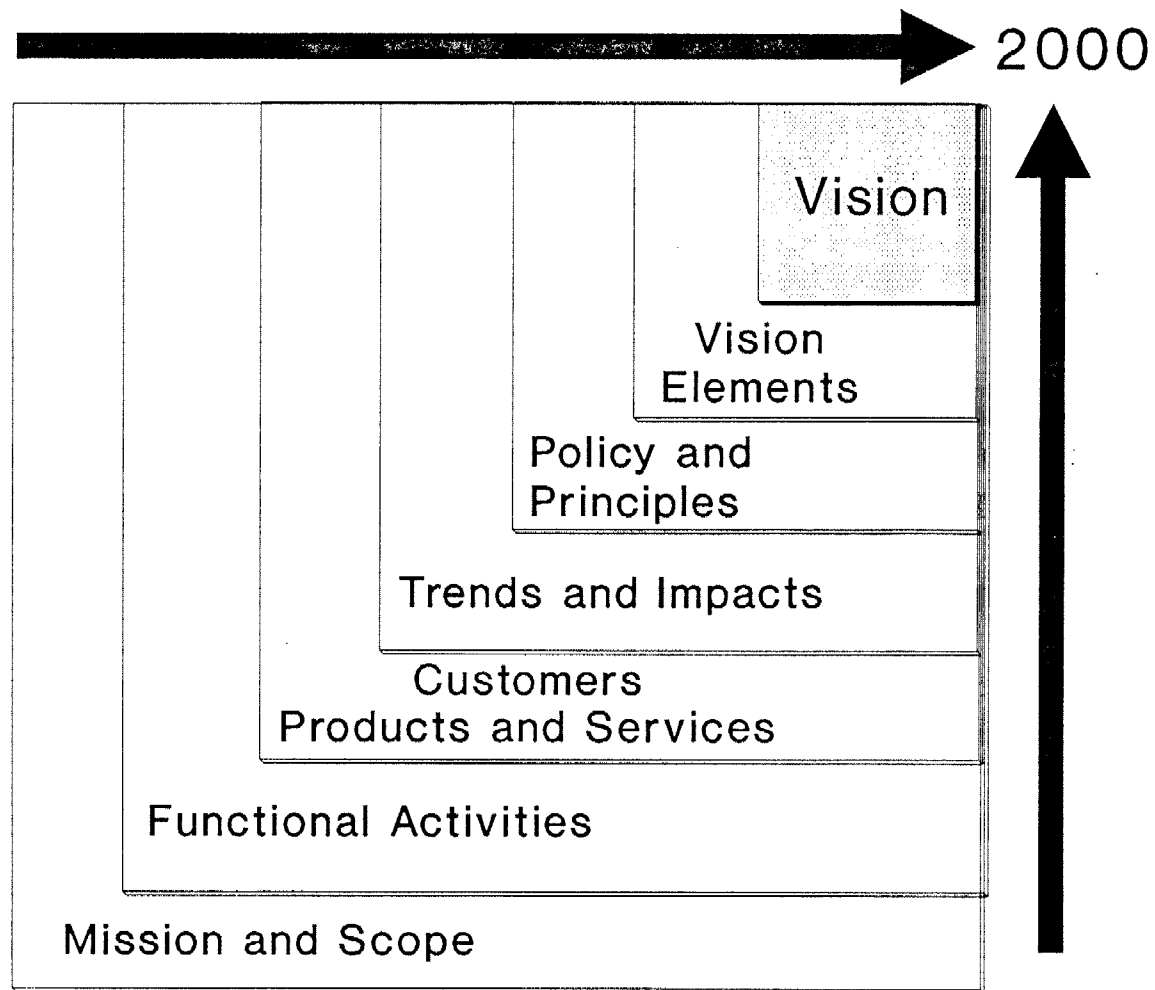 2000
Vision
Vision
Elements
Policy and
Principles
Trends and Impacts
Customers
Products and Services
Functional Activities
Mission and Scope